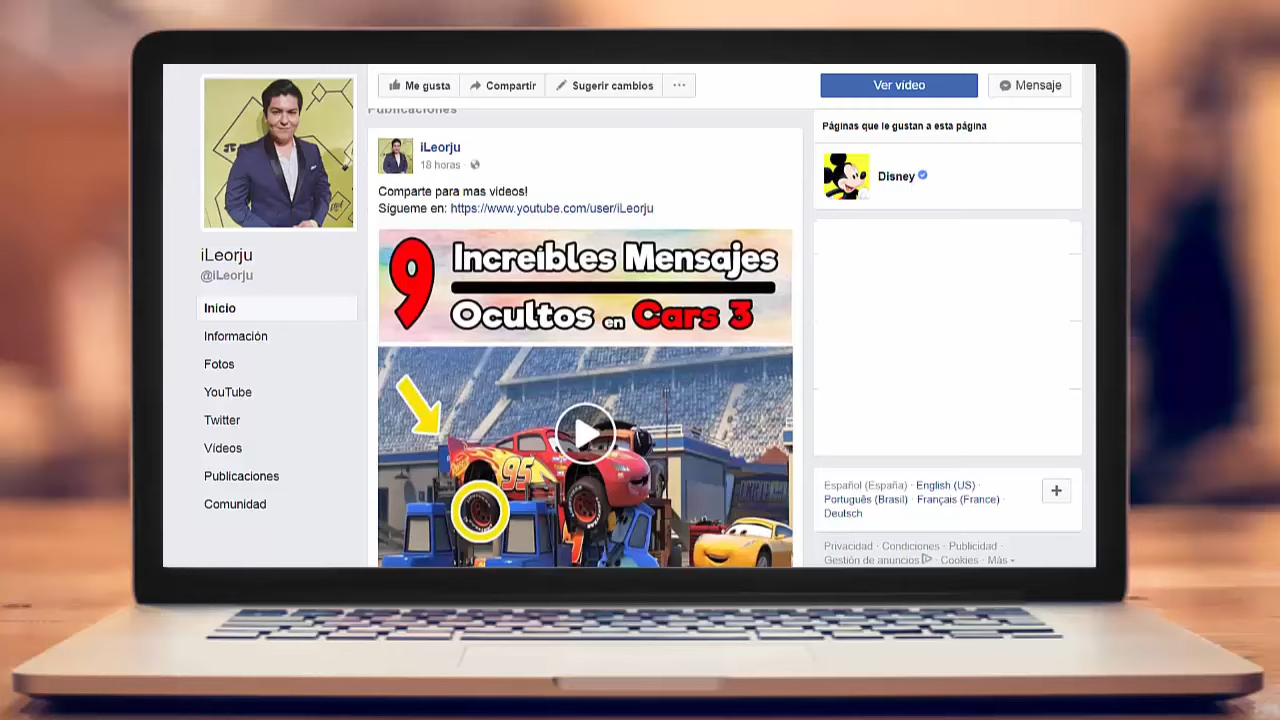 Me gusta
Compartir
Sugerir cambios
···
Ver vídeo
Mensaje
Publicaciones
iLeorju
@iLeorju
Inicio
Información
Fotos
YouTube
Twitter
Vídeos
Publicaciones
Comunidad
iLeorju
18 horas ·
Comparte para mas videos!
Sígueme en: https://www.youtube.com/user/iLeorju
9 Increíbles Mensajes
Ocultos en Cars 3
95
Páginas que le gustan a esta página
Disney
Español (España) · English (US) ·
Português (Brasil) · Français (France) ·
Deutsch
+
Privacidad · Condiciones · Publicidad ·
Gestión de anuncios · Cookies · Más